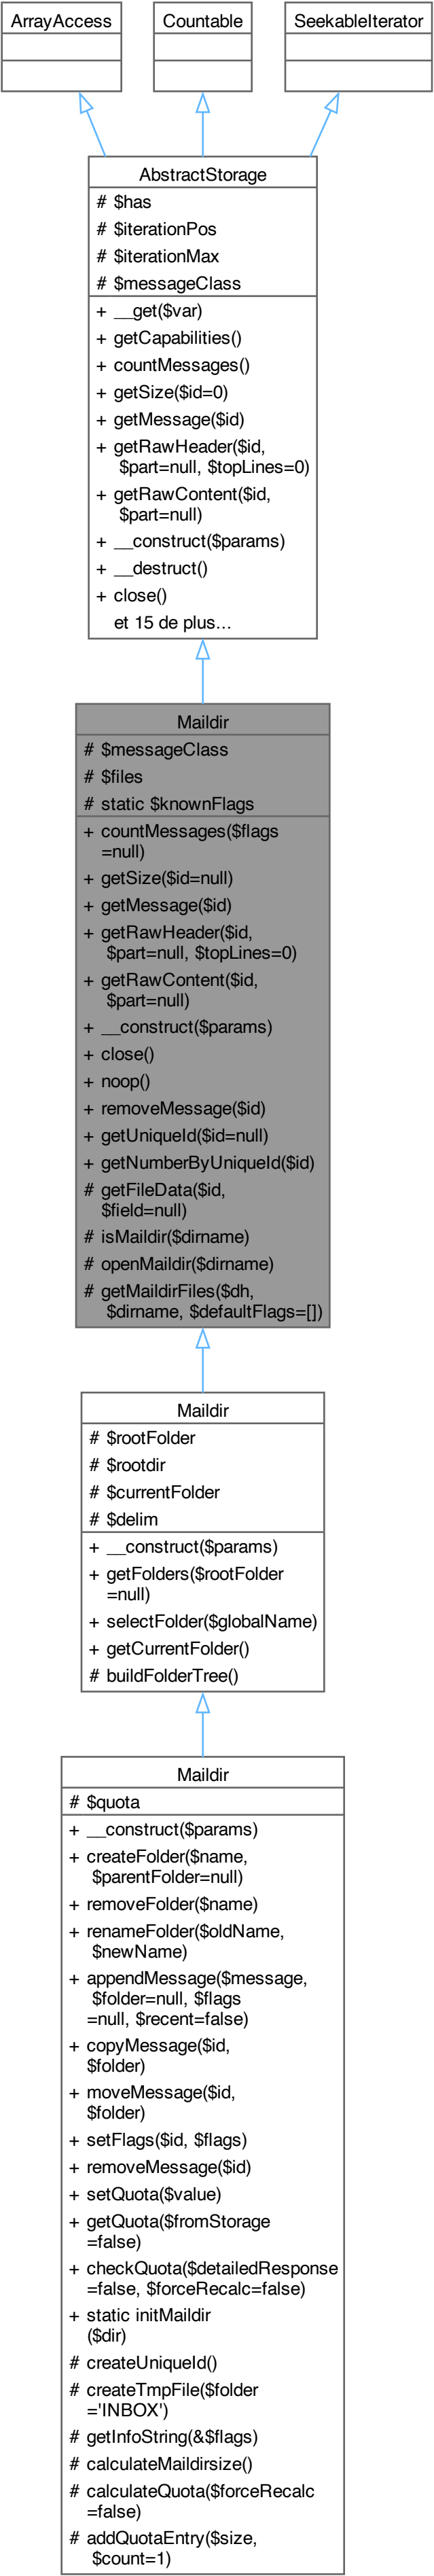 ArrayAccess
Countable
SeekableIterator
AbstractStorage
# $has
# $iterationPos
# $iterationMax
# $messageClass
+ __get($var)
+ getCapabilities()
+ countMessages()
+ getSize($id=0)
+ getMessage($id)
+ getRawHeader($id,
$part=null, $topLines=0)
+ getRawContent($id,
$part=null)
+ __construct($params)
+ __destruct()
+ close()
et 15 de plus...
Maildir
# $messageClass
# $files
# static $knownFlags
+ countMessages($flags
=null)
+ getSize($id=null)
+ getMessage($id)
+ getRawHeader($id,
$part=null, $topLines=0)
+ getRawContent($id,
$part=null)
+ __construct($params)
+ close()
+ noop()
+ removeMessage($id)
+ getUniqueId($id=null)
+ getNumberByUniqueId($id)
# getFileData($id,
$field=null)
# isMaildir($dirname)
# openMaildir($dirname)
# getMaildirFiles($dh,
$dirname, $defaultFlags=[])
Maildir
# $rootFolder
# $rootdir
# $currentFolder
# $delim
+ __construct($params)
+ getFolders($rootFolder
=null)
+ selectFolder($globalName)
+ getCurrentFolder()
# buildFolderTree()
Maildir
# $quota
+ __construct($params)
+ createFolder($name,
$parentFolder=null)
+ removeFolder($name)
+ renameFolder($oldName,
$newName)
+ appendMessage($message,
$folder=null, $flags
=null, $recent=false)
+ copyMessage($id,
$folder)
+ moveMessage($id,
$folder)
+ setFlags($id, $flags)
+ removeMessage($id)
+ setQuota($value)
+ getQuota($fromStorage
=false)
+ checkQuota($detailedResponse
=false, $forceRecalc=false)
+ static initMaildir
($dir)
# createUniqueId()
# createTmpFile($folder
='INBOX')
# getInfoString(&$flags)
# calculateMaildirsize()
# calculateQuota($forceRecalc
=false)
# addQuotaEntry($size,
$count=1)